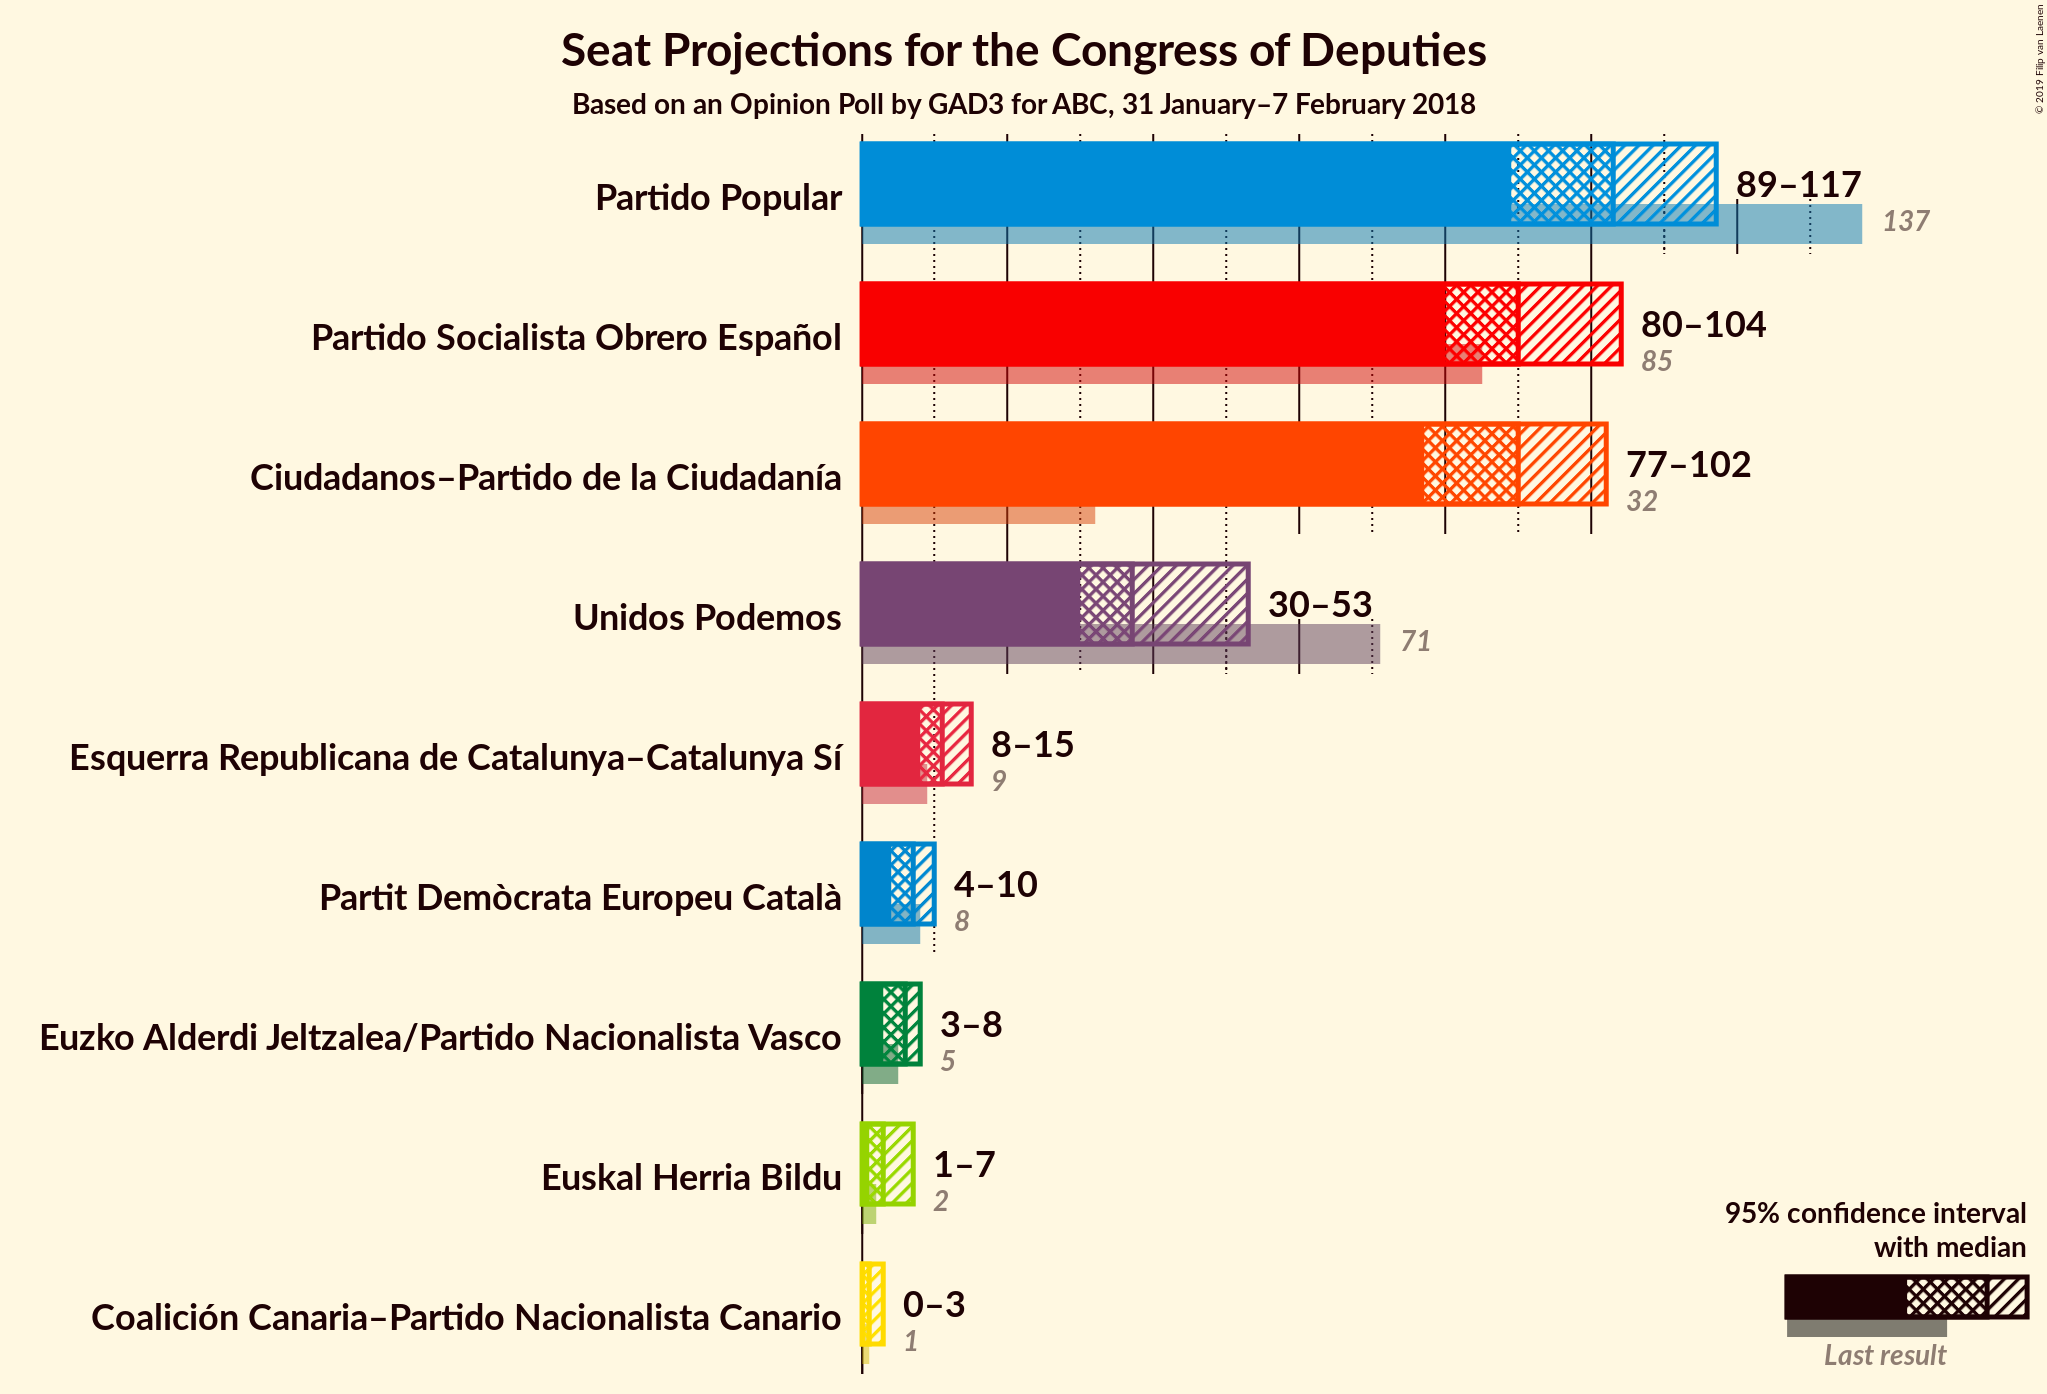 Seat Projections for the Congress of Deputies
Based on an Opinion Poll by GAD3 for ABC, 31 January–7 February 2018
© 2019 Filip van Laenen
Partido Popular
89–117
137
Partido Socialista Obrero Español
80–104
85
Ciudadanos–Partido de la Ciudadanía
77–102
32
Unidos Podemos
30–53
71
Esquerra Republicana de Catalunya–Catalunya Sí
8–15
9
Partit Demòcrata Europeu Català
4–10
8
Euzko Alderdi Jeltzalea/Partido Nacionalista Vasco
3–8
5
Euskal Herria Bildu
1–7
2
Coalición Canaria–Partido Nacionalista Canario
0–3
1
95% confidence interval
with median
Last result